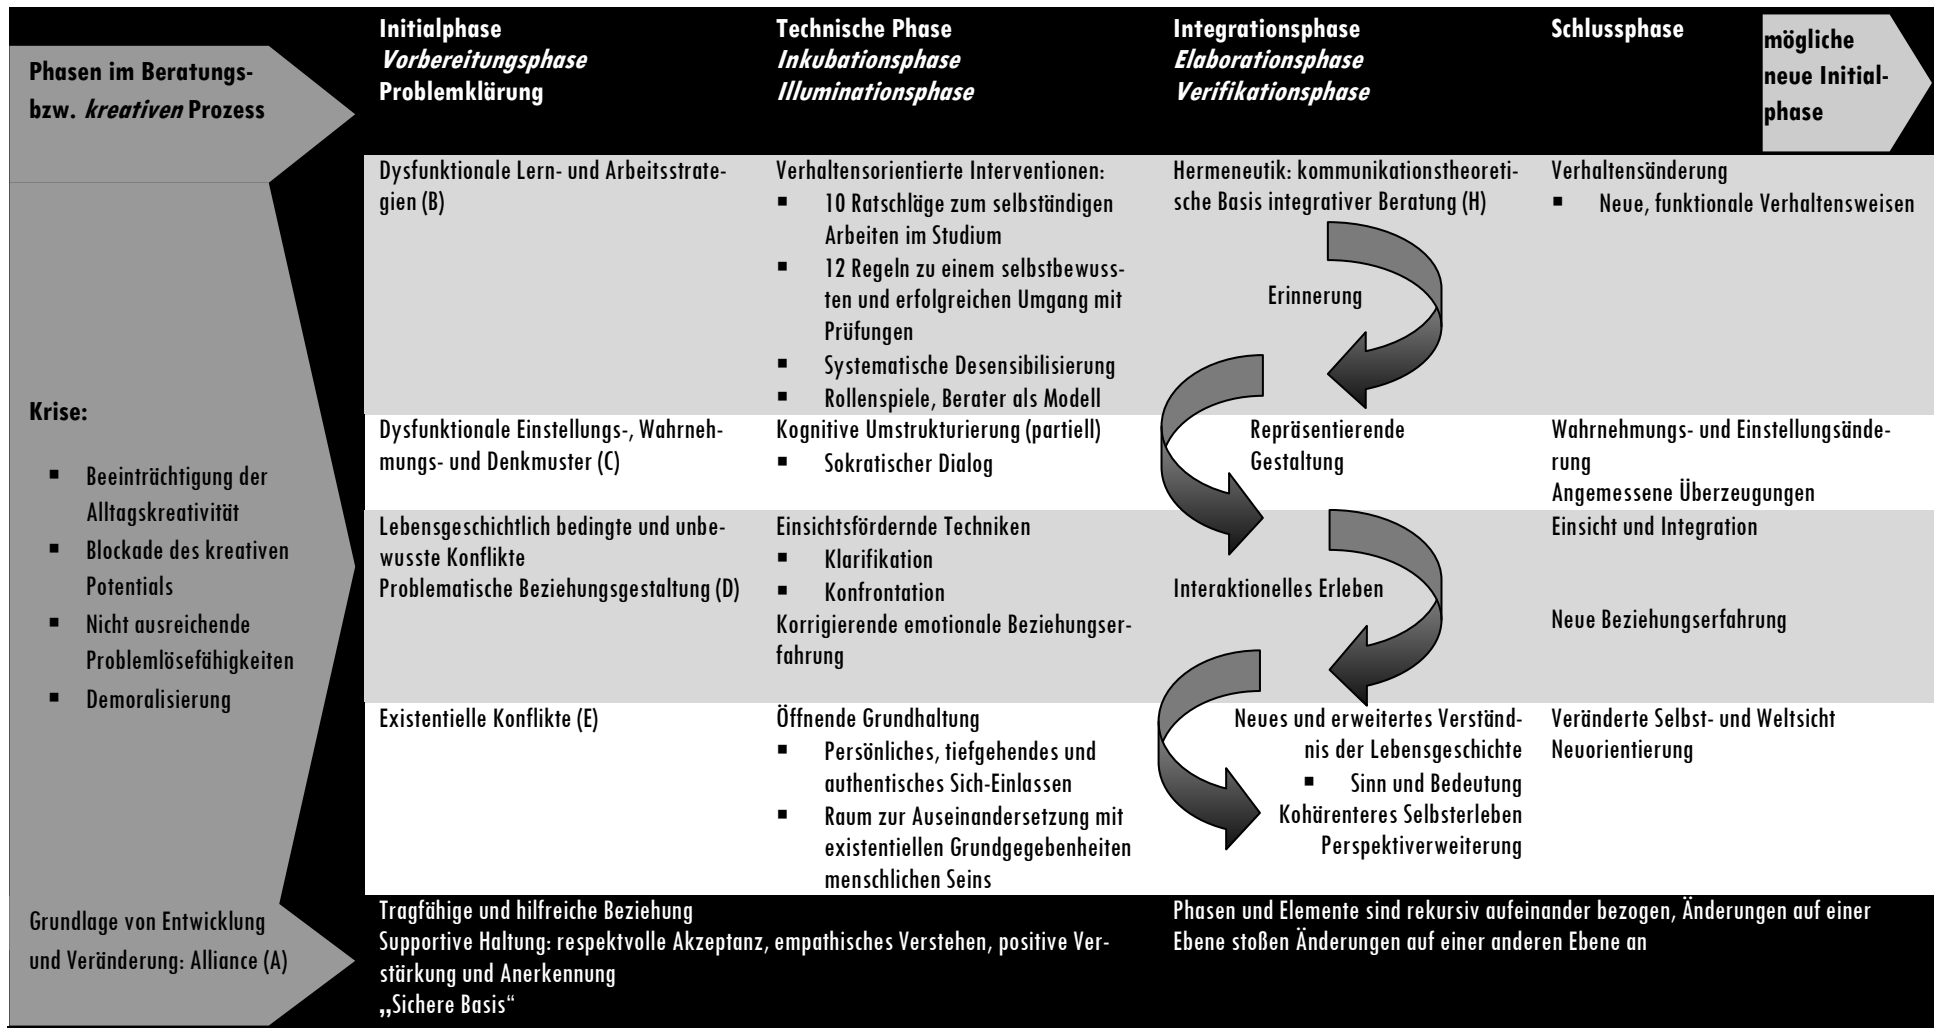 Phasen im Beratungs-
bzw. kreativen Prozess
Initialphase
Vorbereitungsphase
Problemklärung
Technische Phase
Inkubationsphase
Illuminationsphase
Integrationsphase
Elaborationsphase
Verifikationsphase
Schlussphase
mögliche
neue Initial-
phase
Krise:
▪ Beeinträchtigung der
Alltagskreativität
▪ Blockade des kreativen
Potentials
▪ Nicht ausreichende
Problemlösefähigkeiten
▪ Demoralisierung
Dysfunktionale Lern- und Arbeitsstrate-
gien (B)
Verhaltensorientierte Interventionen:
▪ 10 Ratschläge zum selbständigen
Arbeiten im Studium
▪ 12 Regeln zu einem selbstbewuss-
ten und erfolgreichen Umgang mit
Prüfungen
▪ Systematische Desensibilisierung
▪ Rollenspiele, Berater als Modell
Hermeneutik: kommunikationstheoreti-
sche Basis integrativer Beratung (H)
Erinnerung
Verhaltensänderung
▪ Neue, funktionale Verhaltensweisen
Dysfunktionale Einstellungs-, Wahrneh-
mungs- und Denkmuster (C)
Kognitive Umstrukturierung (partiell)
▪ Sokratischer Dialog
Repräsentierende
Gestaltung
Wahrnehmungs- und Einstellungsände-
rung
Angemessene Überzeugungen
Lebensgeschichtlich bedingte und unbe-
wusste Konflikte
Problematische Beziehungsgestaltung (D)
Einsichtsfördernde Techniken
▪ Klarifikation
▪ Konfrontation
Korrigierende emotionale Beziehungser-
fahrung
Interaktionelles Erleben
Einsicht und Integration
Neue Beziehungserfahrung
Existentielle Konflikte (E)
Öffnende Grundhaltung
▪ Persönliches, tiefgehendes und
authentisches Sich-Einlassen
▪ Raum zur Auseinandersetzung mit
existentiellen Grundgegebenheiten
menschlichen Seins
Neues und erweitertes Verständ-
nis der Lebensgeschichte
▪ Sinn und Bedeutung
Kohärenteres Selbsterleben
Perspektiverweiterung
Veränderte Selbst- und Weltsicht
Neuorientierung
Grundlage von Entwicklung
und Veränderung: Alliance (A)
Tragfähige und hilfreiche Beziehung
Supportive Haltung: respektvolle Akzeptanz, empathisches Verstehen, positive Ver-
stärkung und Anerkennung
„Sichere Basis“
Phasen und Elemente sind rekursiv aufeinander bezogen, Änderungen auf einer
Ebene stoßen Änderungen auf einer anderen Ebene an